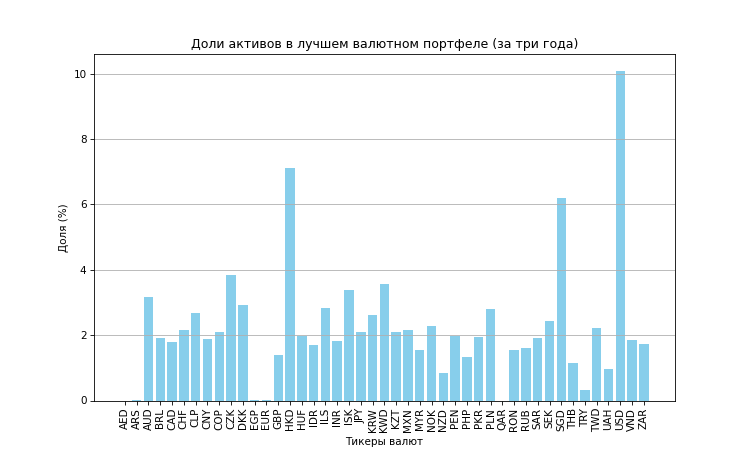 Доли активов в лучшем валютном портфеле (за три года)
Доля (%)
10
8
6
4
2
0
AED ARS AUD BRL CAD CHF CLP CNY COP CZK DKK EGP EUR GBP HKD HUF IDR ILS INR ISK JPY KRW KWD KZT MXN MYR NOK NZD PEN PHP PKR PLN QAR RON RUB SAR SEK SGD THB TRY TWD UAH USD VND ZAR
Тикеры валют